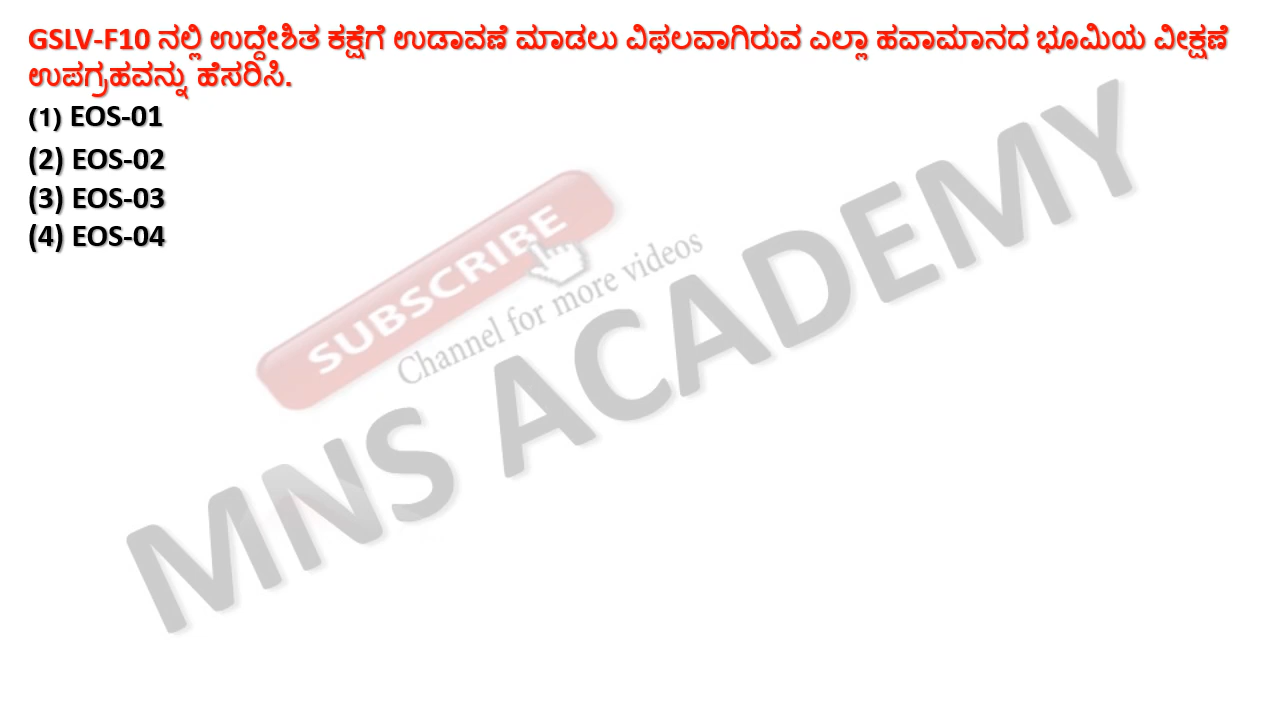 GSLV-F10 ನಲ್ಲಿ ಉದ್ದೇಶಿತ ಕಕ್ಷೆಗೆ ಉಡಾವಣೆ ಮಾಡಲು ವಿಫಲವಾಗಿರುವ ಎಲ್ಲಾ ಹವಾಮಾನದ ಭೂಮಿಯ ವೀಕ್ಷಣೆ
ಉಪಗ್ರಹವನ್ನು ಹೆಸರಿಸಿ.
(1) EOS-01
(2) EOS-02
(3) EOS-03
(4) EOS-04
SUBSCRIBE
Channel for more videos
MNS ACADEMY